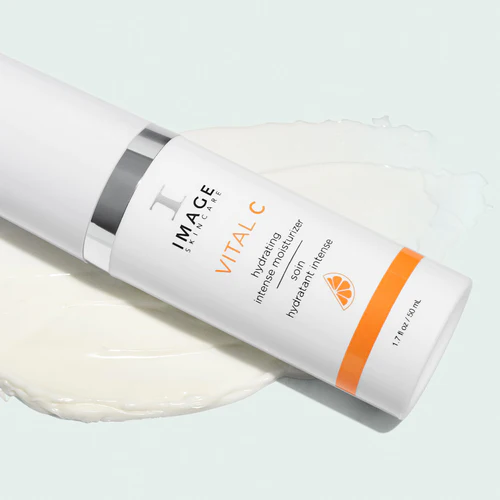 I
IMAGE
SKINCARE
VITAL C
hydrating
intense moisturizer
soin
hydratant intense
1.7 fl oz / 50 mL